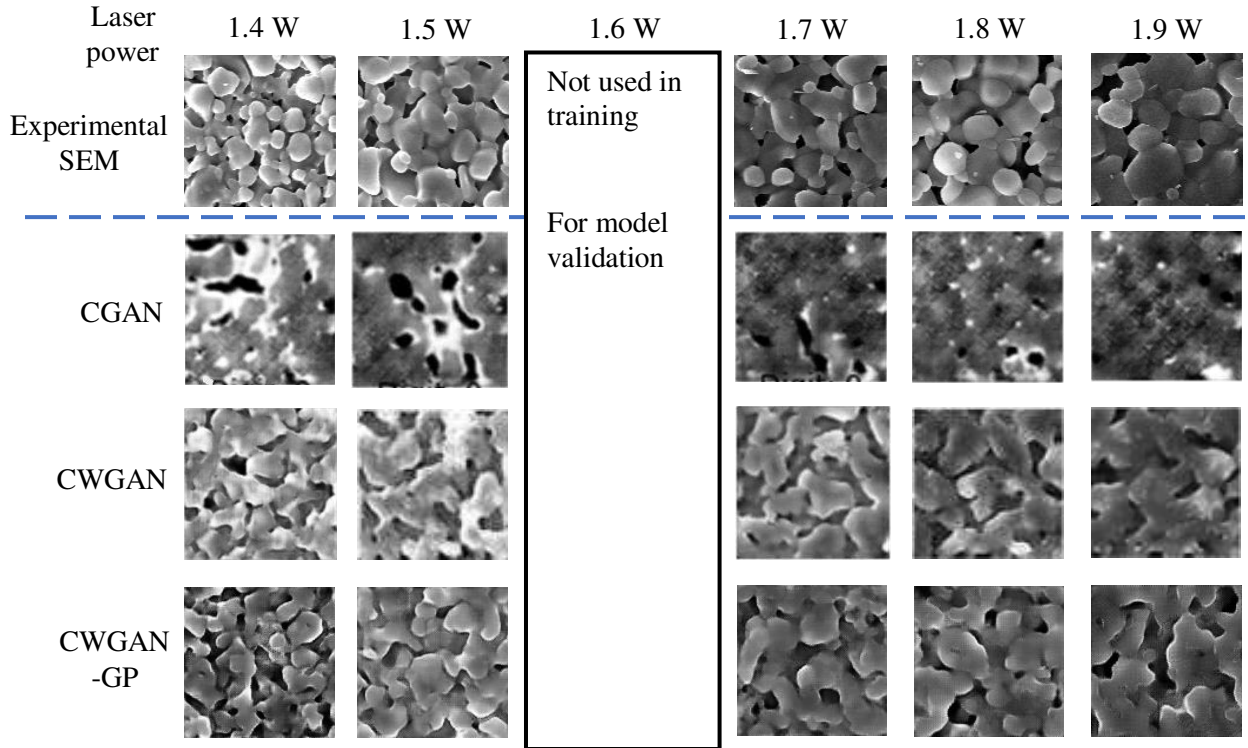 Laser
power
1.4 W
1.5 W
1.6 W
1.7 W
1.8 W
1.9 W
Experimental
SEM
Not used in
training
For model
validation
CGAN
CWGAN
CWGAN
-GP